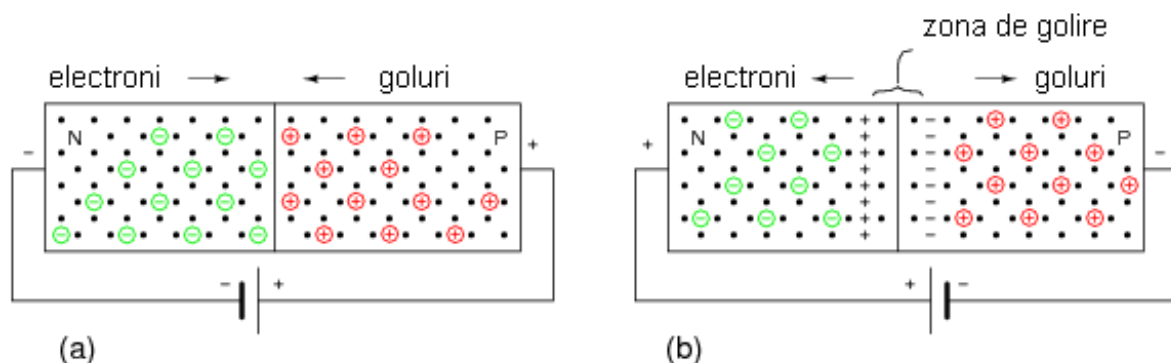 zona de golire
electroni → ← goluri
electroni ← → goluri
N P
- +
N P
+ -
- +
+ -
(a)
(b)